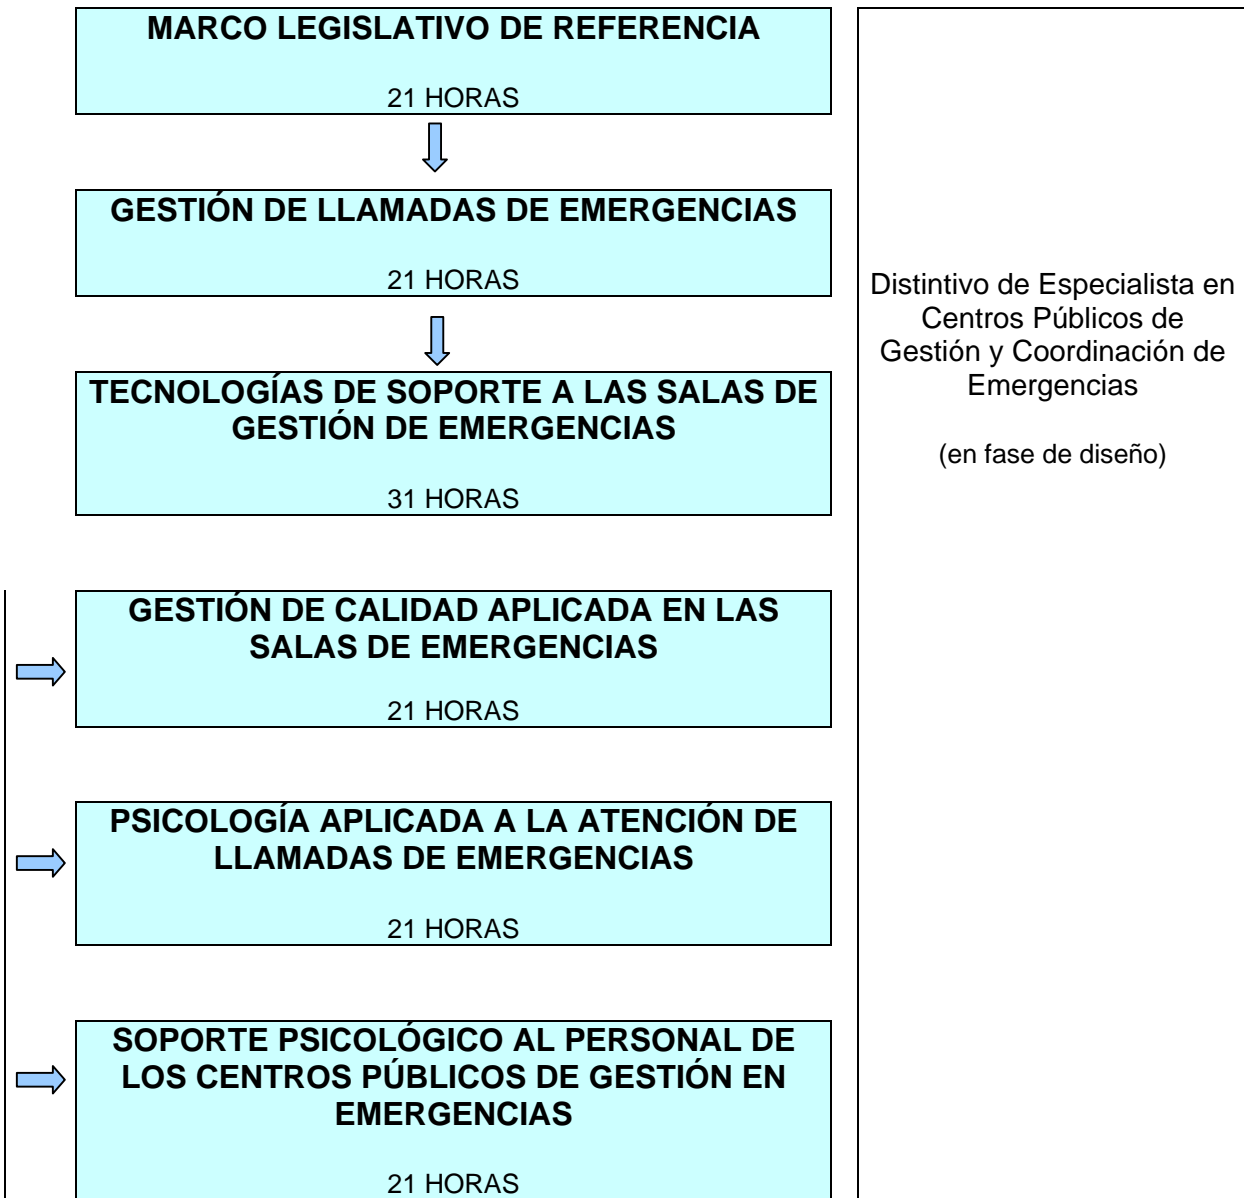 MARCO LEGISLATIVO DE REFERENCIA
21 HORAS
GESTIÓN DE LLAMADAS DE EMERGENCIAS
21 HORAS
TECNOLOGÍAS DE SOPORTE A LAS SALAS DE
GESTIÓN DE EMERGENCIAS
31 HORAS
GESTIÓN DE CALIDAD APLICADA EN LAS
SALAS DE EMERGENCIAS
21 HORAS
PSICOLOGÍA APLICADA A LA ATENCIÓN DE
LLAMADAS DE EMERGENCIAS
21 HORAS
SOPORTE PSICOLÓGICO AL PERSONAL DE
LOS CENTROS PÚBLICOS DE GESTIÓN EN
EMERGENCIAS
21 HORAS
Distintivo de Especialista en
Centros Públicos de
Gestión y Coordinación de
Emergencias
(en fase de diseño)